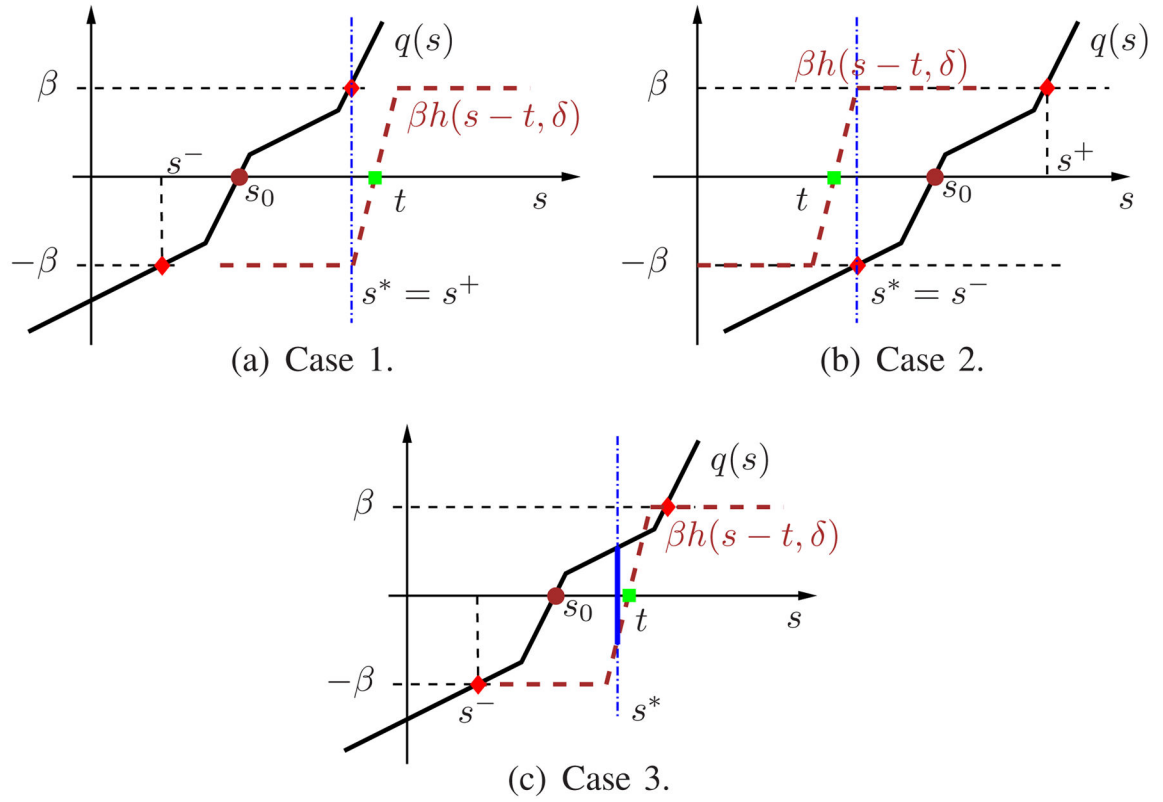 q(s)
β
βh(s − t, δ)
s⁻
s₀
t
s
−β
s* = s⁺
(a) Case 1.
q(s)
βh(s − t, δ)
β
s⁺
t
s₀
s
−β
s* = s⁻
(b) Case 2.
q(s)
β
βh(s − t, δ)
s₀
t
s
−β
s⁻
s*
(c) Case 3.